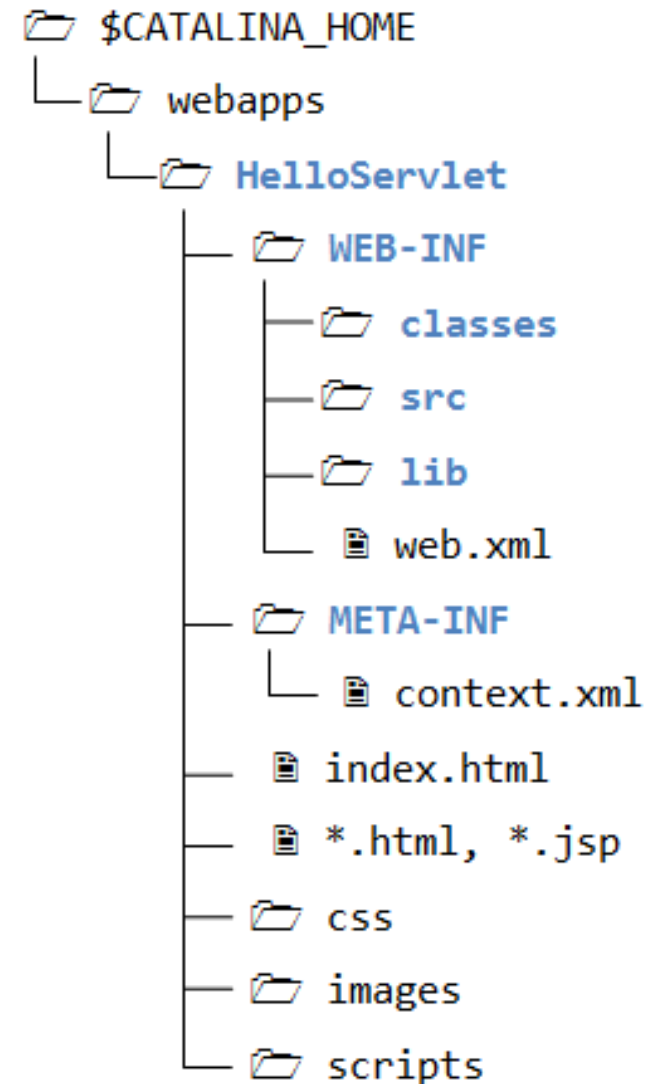 $CATALINA_HOME
webapps
HelloServlet
WEB-INF
classes
src
lib
web.xml
META-INF
context.xml
index.html
*.html, *.jsp
css
images
scripts